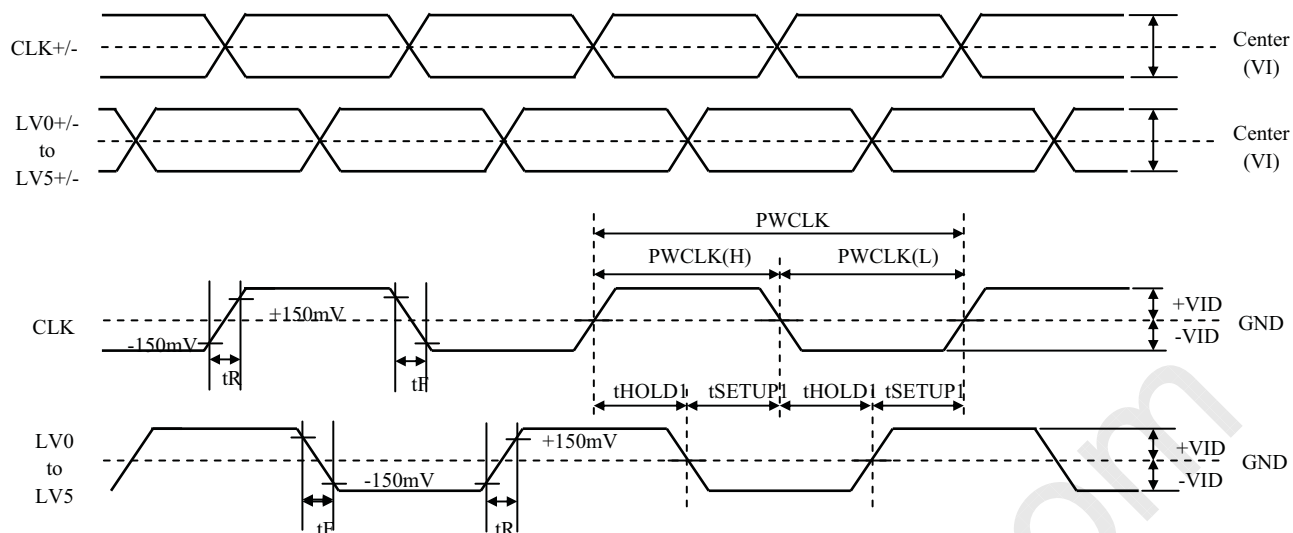 CLK+/-
Center
(VI)
LV0+/-
to
LV5+/-
Center
(VI)
PWCLK
PWCLK(H)
PWCLK(L)
CLK
-150mV
+150mV
tR
tF
+VID
-VID
GND
tHOLD1
tSETUP1
tHOLD1
tSETUP1
LV0
to
LV5
-150mV
+150mV
tF
tR
+VID
-VID
GND
om